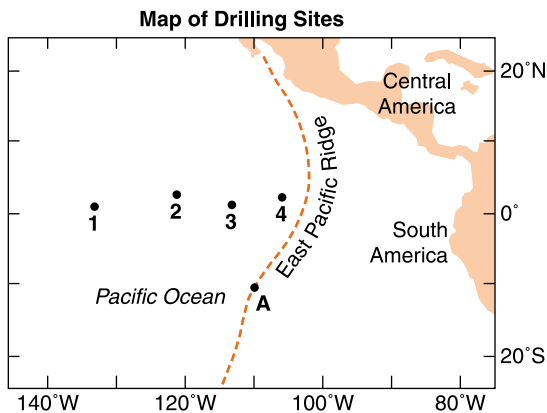 Map of Drilling Sites
20˚N
Central
America
East Pacific Ridge
1
2
3
4
0˚
South
America
Pacific Ocean
A
20˚S
140˚W
120˚W
100˚W
80˚W